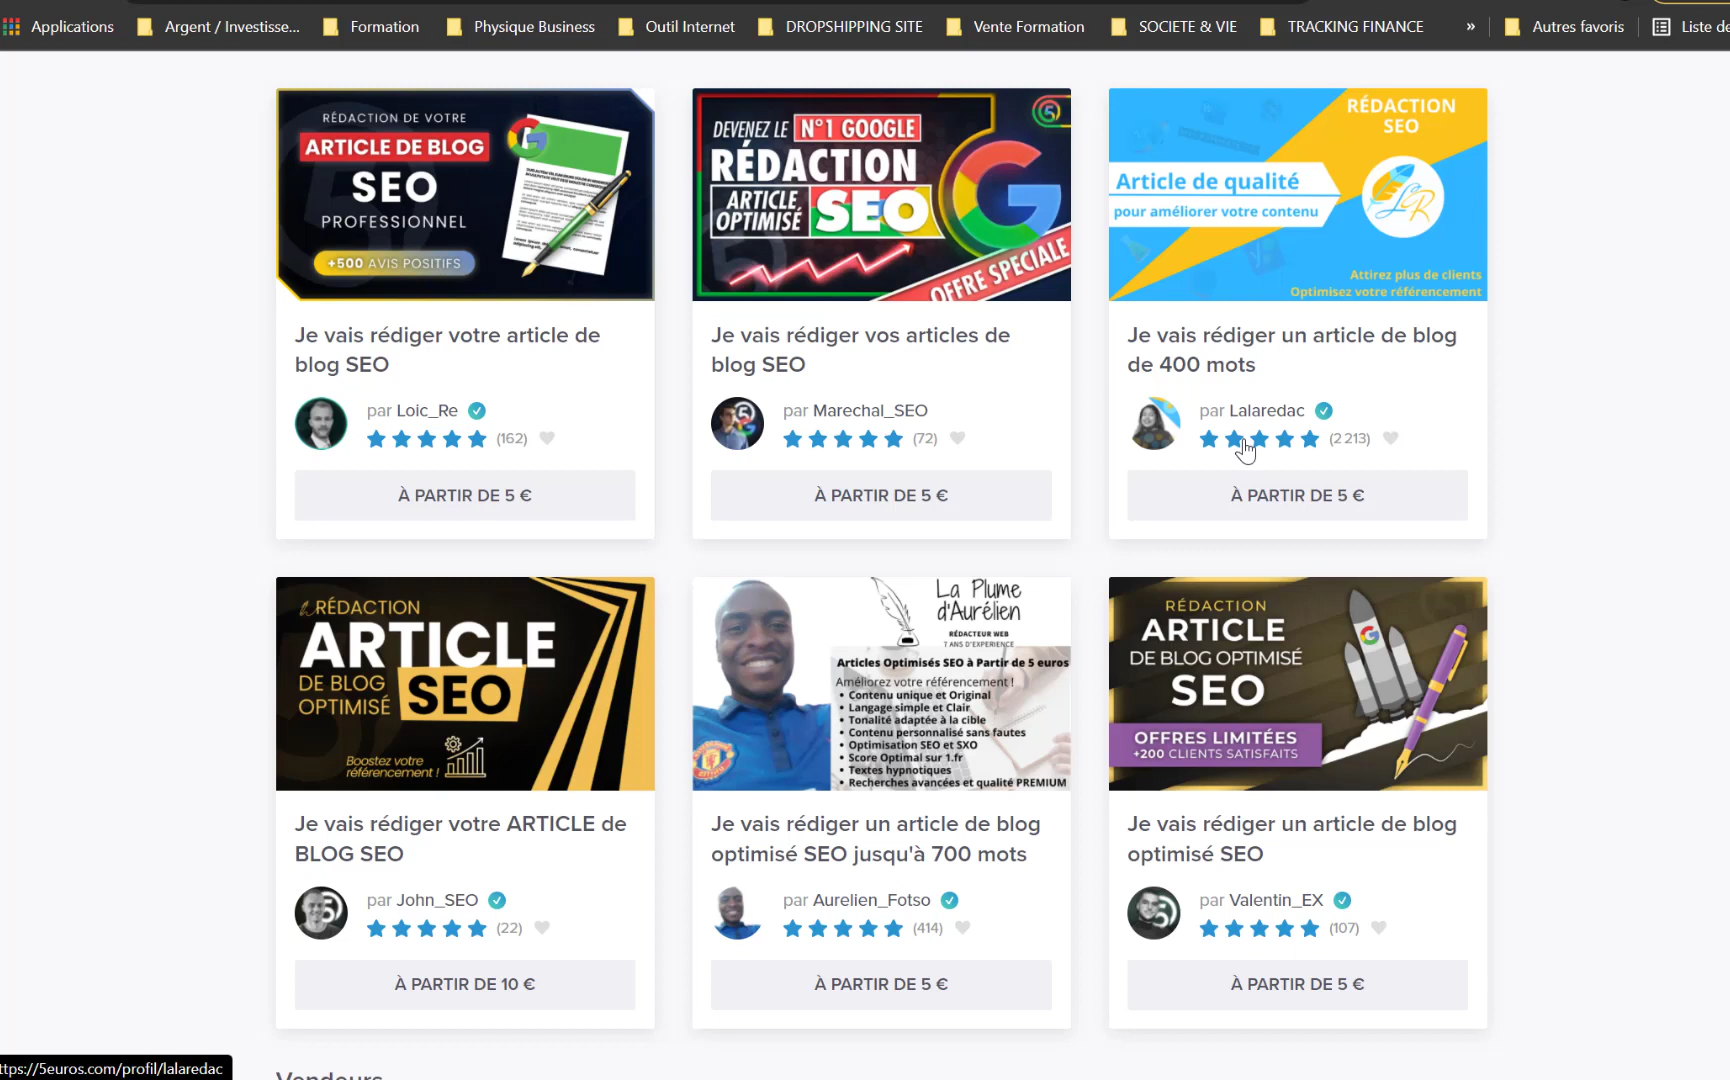 Applications
Argent / Investisse...
Formation
Physique Business
Outil Internet
DROPSHIPPING SITE
Vente Formation
SOCIETE & VIE
TRACKING FINANCE
»
Autres favoris
Liste de
RÉDACTION DE VOTRE
ARTICLE DE BLOG
SEO
PROFESSIONNEL
+500 AVIS POSITIFS
Je vais rédiger votre article de
blog SEO
par Loic_Re
(162)
À PARTIR DE 5 €
DEVENEZ LE N°1 GOOGLE
RÉDACTION
ARTICLE
OPTIMISÉ
SEO
OFFRE SPECIALE
Je vais rédiger vos articles de
blog SEO
par Marechal_SEO
(72)
À PARTIR DE 5 €
RÉDACTION
SEO
Article de qualité
pour améliorer votre contenu
LaR
Attirez plus de clients
Optimisez votre référencement
Je vais rédiger un article de blog
de 400 mots
par Lalaredac
(2 213)
À PARTIR DE 5 €
RÉDACTION
ARTICLE
DE BLOG
OPTIMISÉ
SEO
Boostez votre
référencement !
Je vais rédiger votre ARTICLE de
BLOG SEO
par John_SEO
(22)
À PARTIR DE 10 €
La Plume
d'Aurélien
RÉDACTEUR WEB
7 ANS D'EXPERIENCE
Articles Optimisés SEO à Partir de 5 euros
Améliorez votre référencement !
• Contenu unique et Original
• Langage simple et Clair
• Tonalité adaptée à la cible
• Contenu personnalisé sans fautes
• Optimisation SEO et SXO
• Score Optimal sur 1.fr
• Textes hypnotiques
• Recherches avancées et qualité PREMIUM
Je vais rédiger un article de blog
optimisé SEO jusqu'à 700 mots
par Aurelien_Fotso
(414)
À PARTIR DE 5 €
RÉDACTION
ARTICLE
DE BLOG OPTIMISÉ
SEO
OFFRES LIMITÉES
+200 CLIENTS SATISFAITS
Je vais rédiger un article de blog
optimisé SEO
par Valentin_EX
(107)
À PARTIR DE 5 €
ttps://5euros.com/profil/lalaredac
Vendeurs